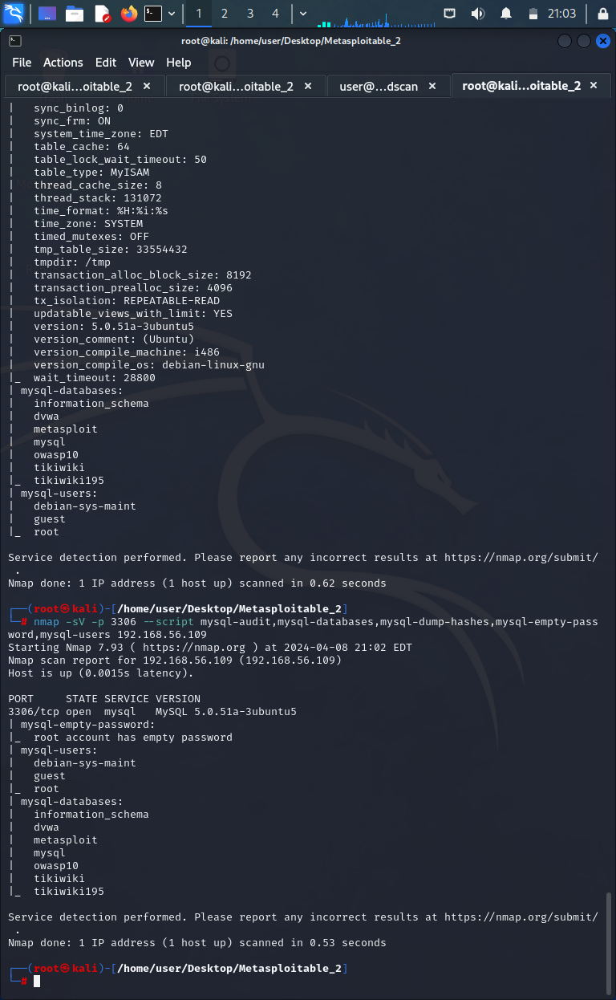 1 2 3 4 21:03
root@kali: /home/user/Desktop/Metasploitable_2
File Actions Edit View Help
root@kali...oitable_2 × root@kali...oitable_2 × user@...dscan × root@kali...oitable_2 ×
| sync_binlog: 0
| sync_frm: ON
| system_time_zone: EDT
| table_cache: 64
| table_lock_wait_timeout: 50
| table_type: MyISAM
| thread_cache_size: 8
| thread_stack: 131072
| time_format: %H:%i:%s
| time_zone: SYSTEM
| timed_mutexes: OFF
| tmp_table_size: 33554432
| tmpdir: /tmp
| transaction_alloc_block_size: 8192
| transaction_prealloc_size: 4096
| tx_isolation: REPEATABLE-READ
| updatable_views_with_limit: YES
| version: 5.0.51a-3ubuntu5
| version_comment: (Ubuntu)
| version_compile_machine: i486
| version_compile_os: debian-linux-gnu
|_ wait_timeout: 28800
| mysql-databases:
| information_schema
| dvwa
| metasploit
| mysql
| owasp10
| tikiwiki
|_ tikiwiki195
| mysql-users:
| debian-sys-maint
| guest
|_ root
Service detection performed. Please report any incorrect results at https://nmap.org/submit/
.
Nmap done: 1 IP address (1 host up) scanned in 0.62 seconds
┌──(root㉿kali)-[/home/user/Desktop/Metasploitable_2]
└─# nmap -sV -p 3306 --script mysql-audit,mysql-databases,mysql-dump-hashes,mysql-empty-pass
word,mysql-users 192.168.56.109
Starting Nmap 7.93 ( https://nmap.org ) at 2024-04-08 21:02 EDT
Nmap scan report for 192.168.56.109 (192.168.56.109)
Host is up (0.0015s latency).
PORT STATE SERVICE VERSION
3306/tcp open mysql MySQL 5.0.51a-3ubuntu5
| mysql-empty-password:
|_ root account has empty password
| mysql-users:
| debian-sys-maint
| guest
|_ root
| mysql-databases:
| information_schema
| dvwa
| metasploit
| mysql
| owasp10
| tikiwiki
|_ tikiwiki195
Service detection performed. Please report any incorrect results at https://nmap.org/submit/
.
Nmap done: 1 IP address (1 host up) scanned in 0.53 seconds
┌──(root㉿kali)-[/home/user/Desktop/Metasploitable_2]
└─#